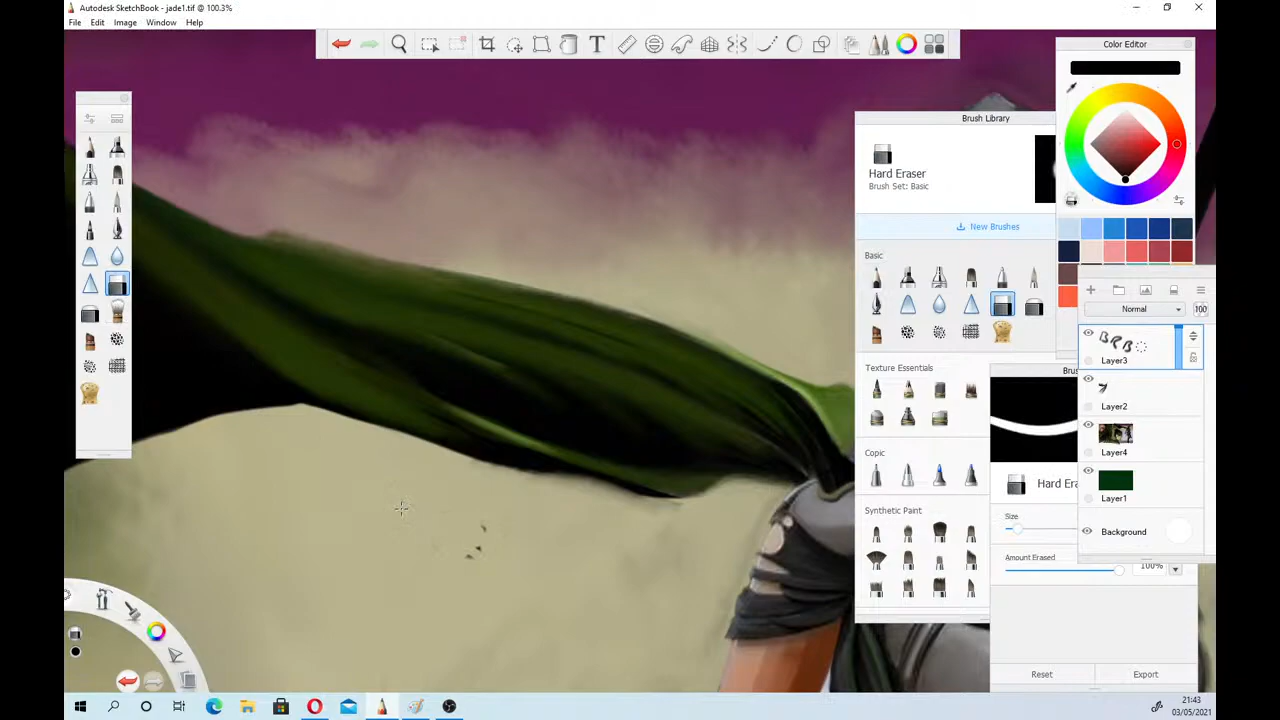 Autodesk SketchBook - jade1.tif @ 100.3%
File Edit Image Window Help
Color Editor
Brush Library
Hard Eraser
Brush Set: Basic
New Brushes
Basic
Normal
100
Layer3
Layer2
Texture Essentials
Layer4
Copic
Hard Era
Layer1
Synthetic Paint
Size
Background
Amount Erased
100%
Reset
Export
21:43
03/05/2021